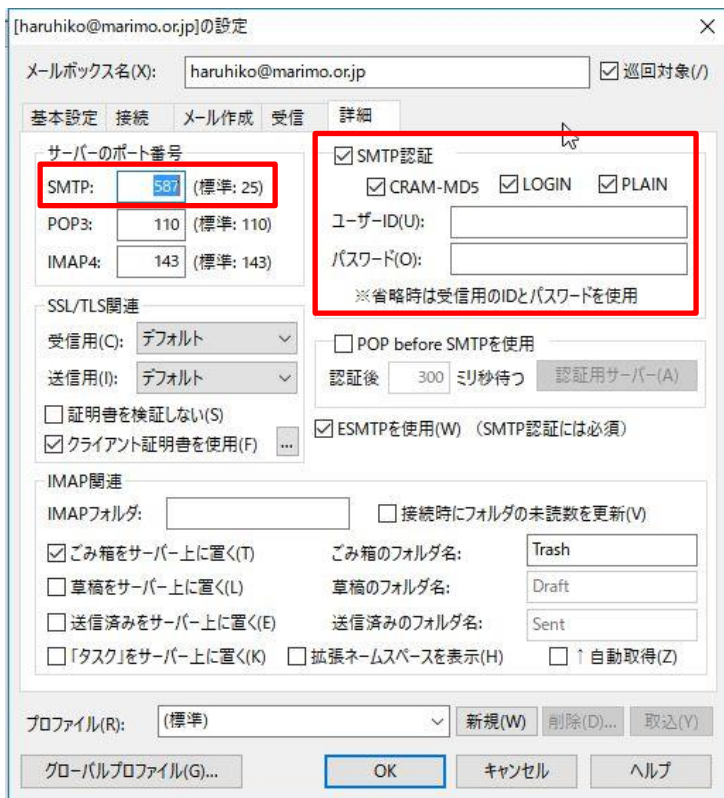 [haruhiko@marimo.or.jp]の設定
メールボックス名(X): haruhiko@marimo.or.jp 巡回対象(/)
基本設定 接続 メール作成 受信 詳細
サーバーのポート番号
SMTP: 587 (標準: 25)
POP3: 110 (標準: 110)
IMAP4: 143 (標準: 143)
SMTP認証
CRAM-MD5 LOGIN PLAIN
ユーザーID(U):
パスワード(O):
※省略時は受信用のIDとパスワードを使用
SSL/TLS関連
受信用(C): デフォルト
送信用(I): デフォルト
証明書を検証しない(S)
クライアント証明書を使用(F) ...
POP before SMTPを使用
認証後 300 ミリ秒待つ 認証用サーバー(A)
ESMTPを使用(W) (SMTP認証には必須)
IMAP関連
IMAPフォルダ: 接続時にフォルダの未読数を更新(V)
ごみ箱をサーバー上に置く(T) ごみ箱のフォルダ名: Trash
草稿をサーバー上に置く(L) 草稿のフォルダ名: Draft
送信済みをサーバー上に置く(E) 送信済みのフォルダ名: Sent
「タスク」をサーバー上に置く(K) 拡張ネームスペースを表示(H) ↑自動取得(Z)
プロファイル(R): (標準) 新規(W) 削除(D)... 取込(Y)
グローバルプロファイル(G)... OK キャンセル ヘルプ